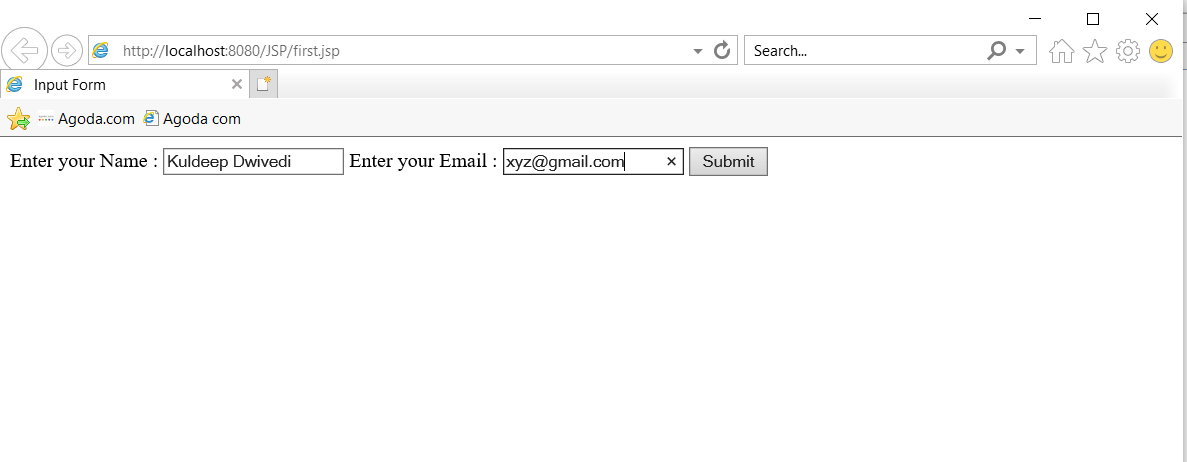 http://localhost:8080/JSP/first.jsp Search...
Input Form
Agoda.com Agoda com
Enter your Name : Kuldeep Dwivedi Enter your Email : xyz@gmail.com Submit